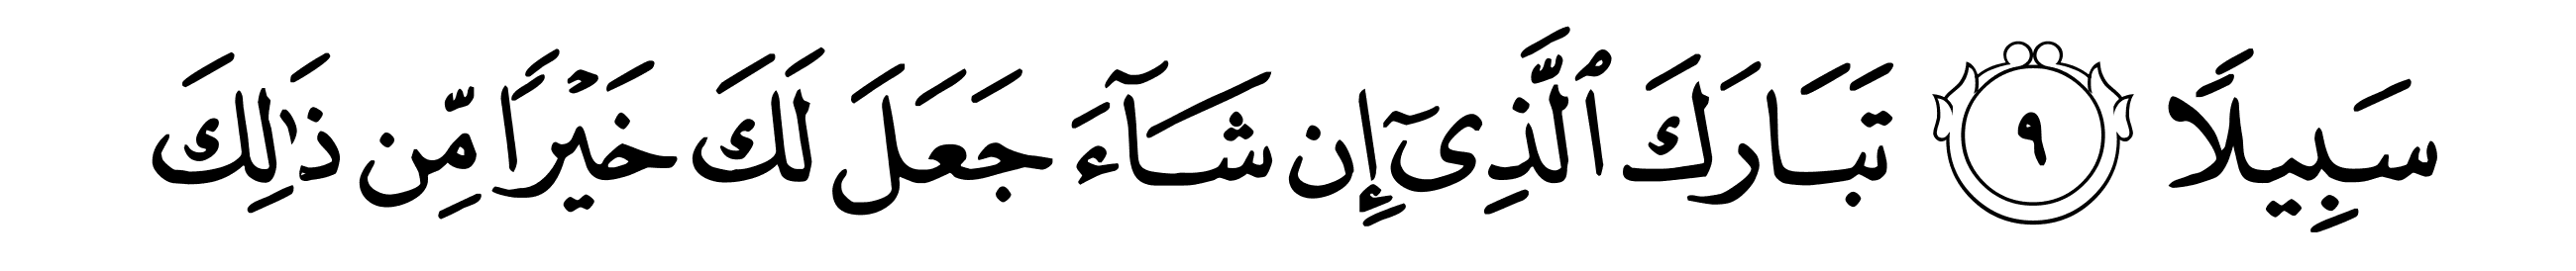 سَبِيلًا ٩ تَبَارَكَ ٱلَّذِىٓ إِن شَآءَ جَعَلَ لَكَ خَيْرًا مِّن ذَٰلِكَ